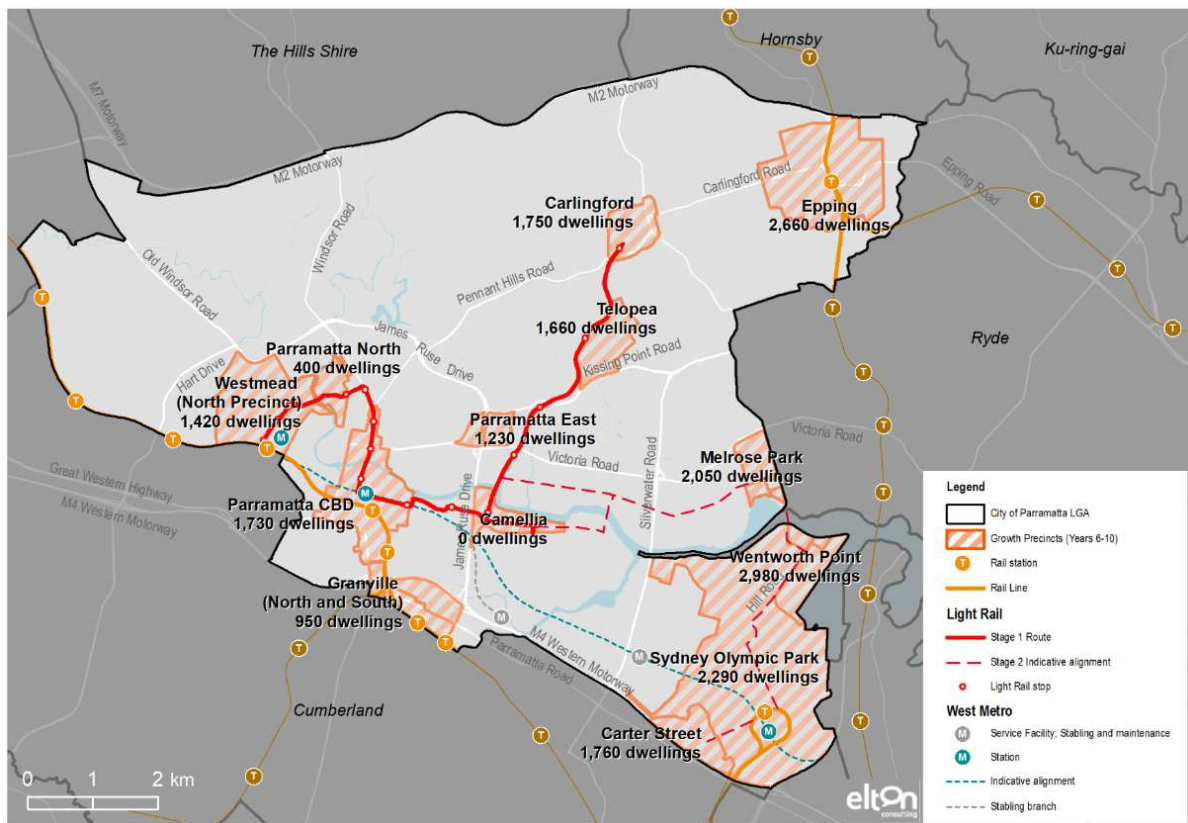 The Hills Shire
Hornsby
Ku-ring-gai
M7 Motorway
M2 Motorway
M2 Motorway
Carlingford Road
Epping Road
Carlingford
1,750 dwellings
Epping
2,660 dwellings
Windsor Road
Old Windsor Road
Pennant Hills Road
Telopea
1,660 dwellings
James Ruse Drive
Kissing Point Road
Ryde
Parramatta North
400 dwellings
Hart Drive
Westmead
(North Precinct)
1,420 dwellings
Parramatta East
1,230 dwellings
Victoria Road
Victoria Road
Melrose Park
2,050 dwellings
Silverwater Road
Great Western Highway
M4 Western Motorway
Parramatta CBD
1,730 dwellings
James Ruse Drive
Camellia
0 dwellings
Wentworth Point
2,980 dwellings
Hill Road
Granville
(North and South)
950 dwellings
M4 Western Motorway
Parramatta Road
Sydney Olympic Park
2,290 dwellings
Cumberland
Carter Street
1,760 dwellings
0 1 2 km
elton
consulting
Legend
City of Parramatta LGA
Growth Precincts (Years 6-10)
T Rail station
Rail Line
Light Rail
Stage 1 Route
Stage 2 Indicative alignment
Light Rail stop
West Metro
M Service Facility; Stabling and maintenance
M Station
Indicative alignment
Stabling branch